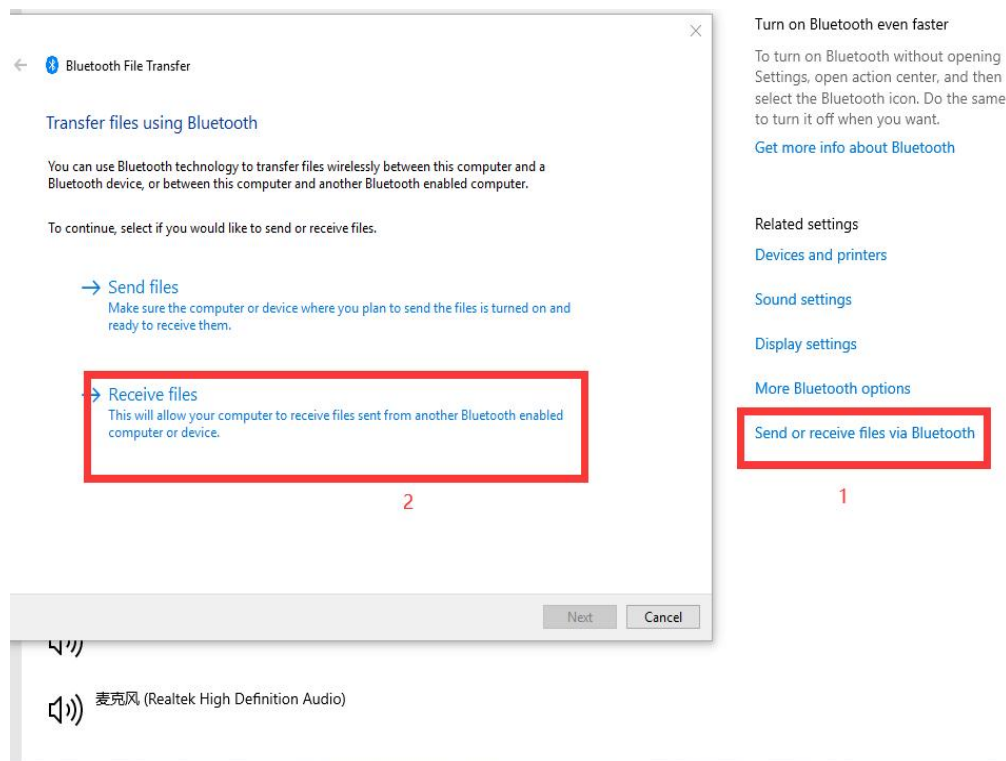 Bluetooth File Transfer
Transfer files using Bluetooth
You can use Bluetooth technology to transfer files wirelessly between this computer and a
Bluetooth device, or between this computer and another Bluetooth enabled computer.
To continue, select if you would like to send or receive files.
Send files
Make sure the computer or device where you plan to send the files is turned on and
ready to receive them.
Receive files
This will allow your computer to receive files sent from another Bluetooth enabled
computer or device.
2
Next
Cancel
麦克风 (Realtek High Definition Audio)
Turn on Bluetooth even faster
To turn on Bluetooth without opening
Settings, open action center, and then
select the Bluetooth icon. Do the same
to turn it off when you want.
Get more info about Bluetooth
Related settings
Devices and printers
Sound settings
Display settings
More Bluetooth options
Send or receive files via Bluetooth
1